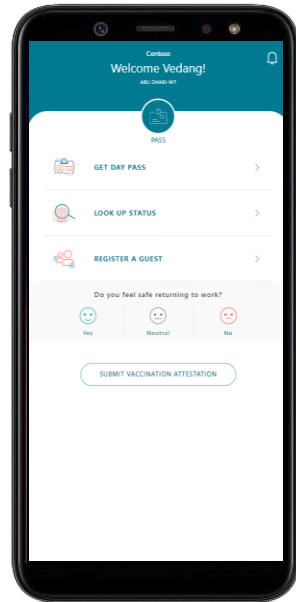 Contoso
Welcome Vedang!
ABU DHABI-WT
PASS
GET DAY PASS
LOOK UP STATUS
REGISTER A GUEST
Do you feel safe returning to work?
Yes Neutral No
SUBMIT VACCINATION ATTESTATION